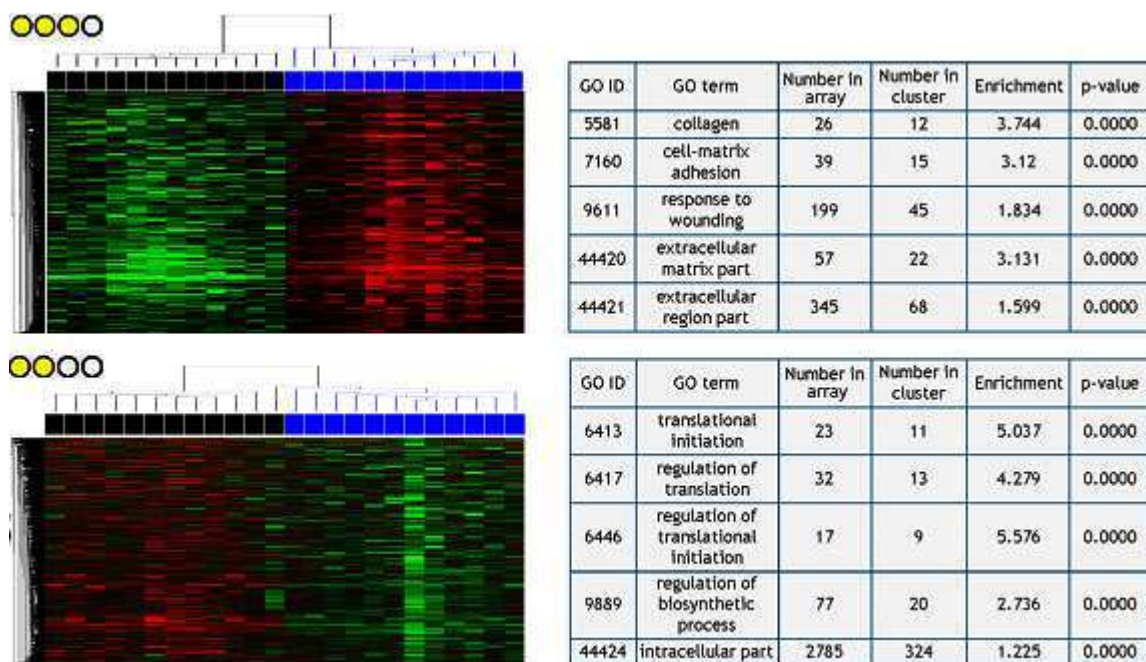 GO ID GO term Number in array Number in cluster Enrichment p-value
5581 collagen 26 12 3.744 0.0000
7160 cell-matrix adhesion 39 15 3.12 0.0000
9611 response to wounding 199 45 1.834 0.0000
44420 extracellular matrix part 57 22 3.131 0.0000
44421 extracellular region part 345 68 1.599 0.0000
GO ID GO term Number in array Number in cluster Enrichment p-value
6413 translational initiation 23 11 5.037 0.0000
6417 regulation of translation 32 13 4.279 0.0000
6446 regulation of translational initiation 17 9 5.576 0.0000
9889 regulation of biosynthetic process 77 20 2.736 0.0000
44424 intracellular part 2785 324 1.225 0.0000